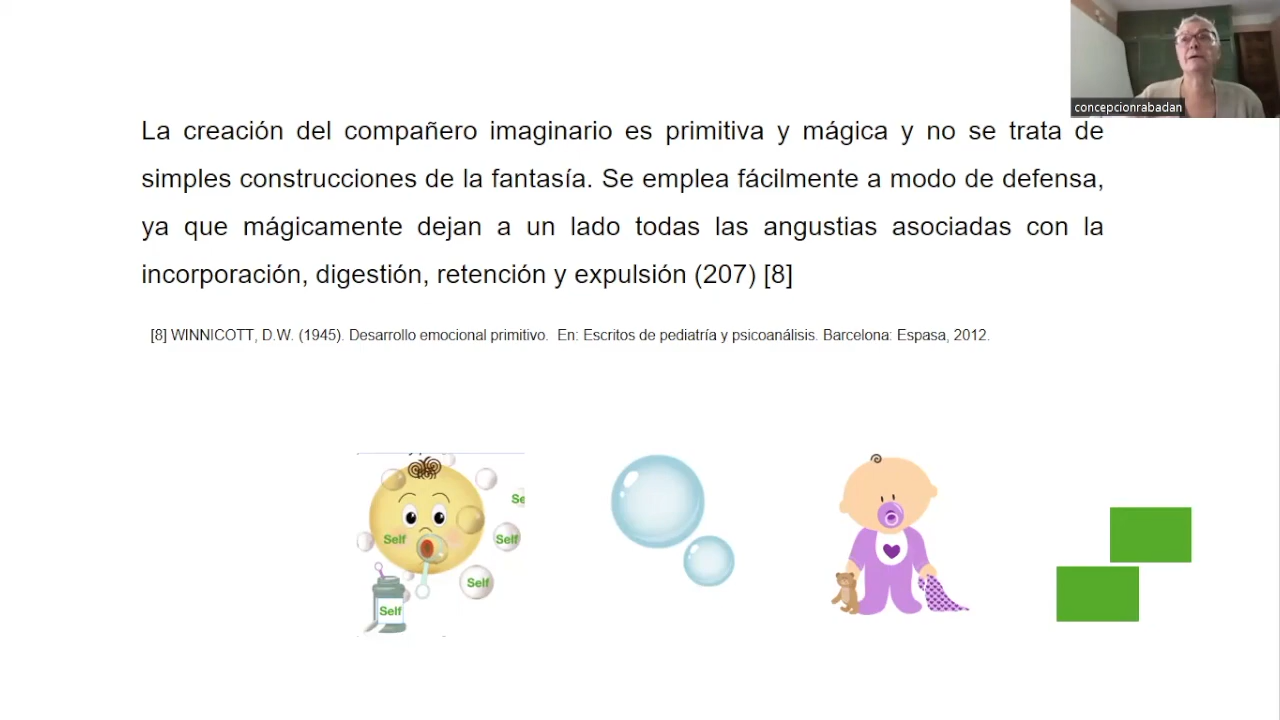 concepcionrabadan
La creación del compañero imaginario es primitiva y mágica y no se trata de
simples construcciones de la fantasía. Se emplea fácilmente a modo de defensa,
ya que mágicamente dejan a un lado todas las angustias asociadas con la
incorporación, digestión, retención y expulsión (207) [8]
[8] WINNICOTT, D.W. (1945). Desarrollo emocional primitivo. En: Escritos de pediatría y psicoanálisis. Barcelona: Espasa, 2012.
Se
Self
Self
Self
Self